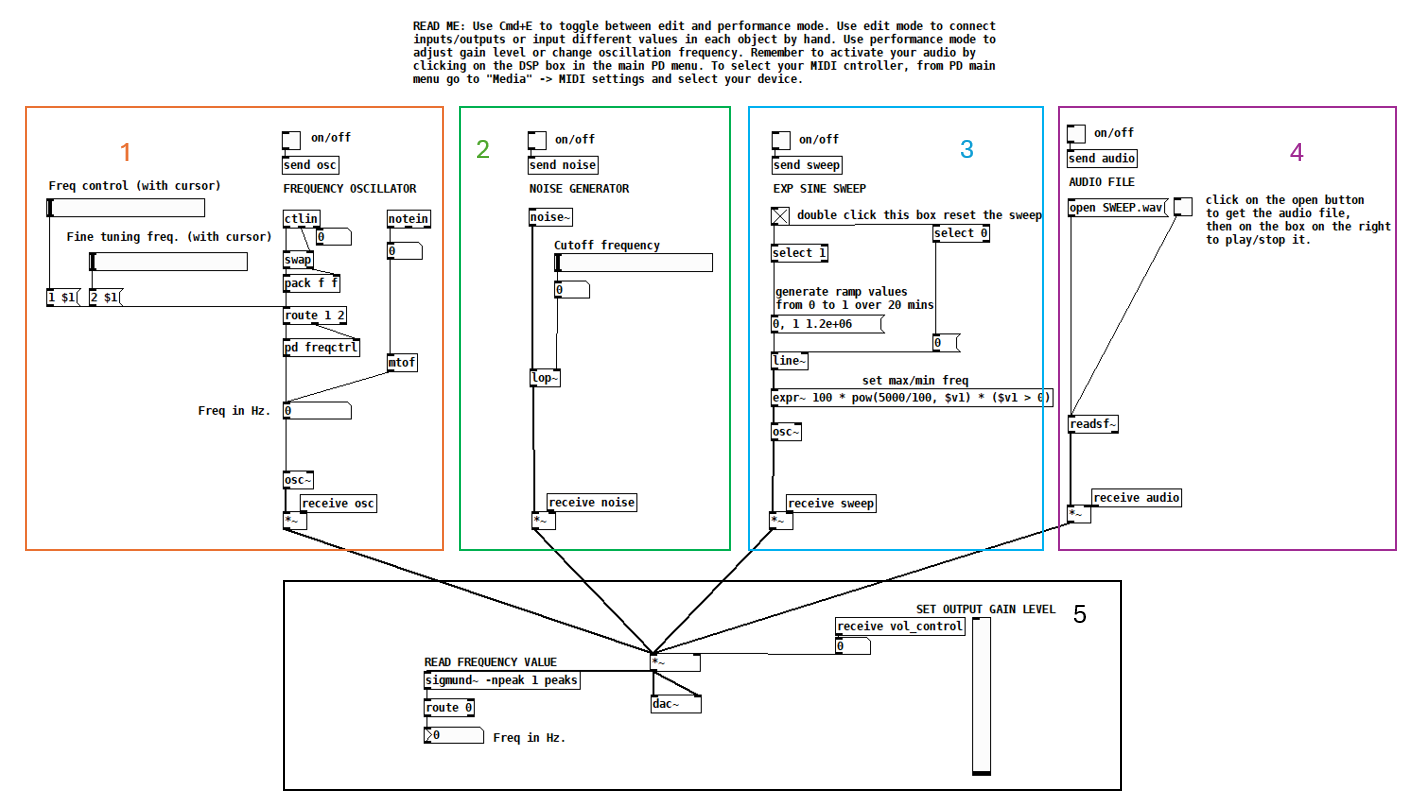 READ ME: Use Cmd+E to toggle between edit and performance mode. Use edit mode to connect
inputs/outputs or input different values in each object by hand. Use performance mode to
adjust gain level or change oscillation frequency. Remember to activate your audio by
clicking on the DSP box in the main PD menu. To select your MIDI cntroller, from PD main
menu go to "Media" -> MIDI settings and select your device.
1
on/off
send osc
Freq control (with cursor)
FREQUENCY OSCILLATOR
ctlin
notein
0
Fine tuning freq. (with cursor)
0
swap
pack f f
1 $1
2 $1
route 1 2
pd freqctrl
mtof
Freq in Hz.
0
osc~
receive osc
*~
2
on/off
send noise
NOISE GENERATOR
noise~
Cutoff frequency
0
lop~
receive noise
*~
3
on/off
send sweep
EXP SINE SWEEP
double click this box reset the sweep
select 0
select 1
generate ramp values
from 0 to 1 over 20 mins
0, 1 1.2e+06
0
line~
set max/min freq
expr~ 100 * pow(5000/100, $v1) * ($v1 > 0)
osc~
receive sweep
*~
4
on/off
send audio
AUDIO FILE
open SWEEP.wav
click on the open button
to get the audio file,
then on the box on the right
to play/stop it.
readsf~
receive audio
*~
5
SET OUTPUT GAIN LEVEL
receive vol_control
0
*~
READ FREQUENCY VALUE
sigmund~ -npeak 1 peaks
dac~
route 0
0
Freq in Hz.